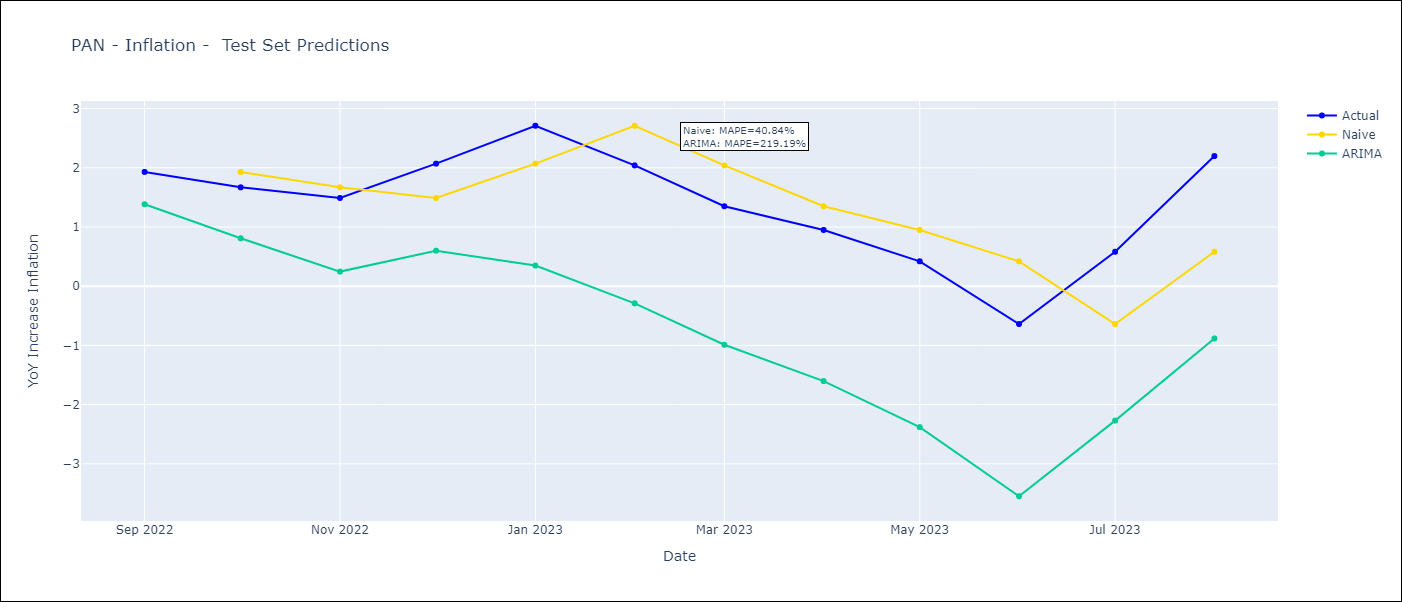 PAN - Inflation -  Test Set Predictions
Actual
Naive
ARIMA
Naive: MAPE=40.84%
ARIMA: MAPE=219.19%
YoY Increase Inflation
3
2
1
0
−1
−2
−3
Sep 2022 Nov 2022 Jan 2023 Mar 2023 May 2023 Jul 2023
Date